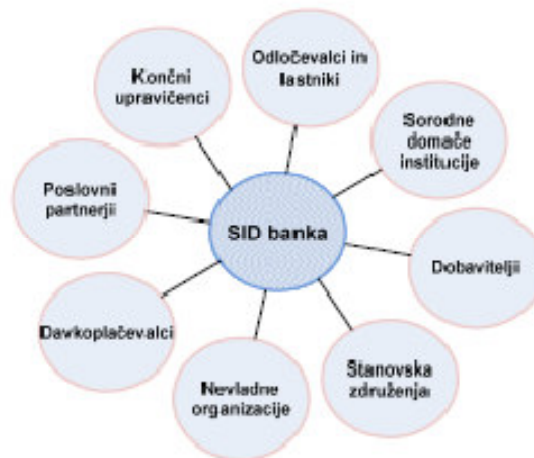 Odločevalci in
lastniki
Končni
upravičenci
Sorodne
domače
institucije
Poslovni
partnerji
SID banka
Dobavitelji
Davkoplačevalci
Stanovska
združenja
Nevladne
organizacije